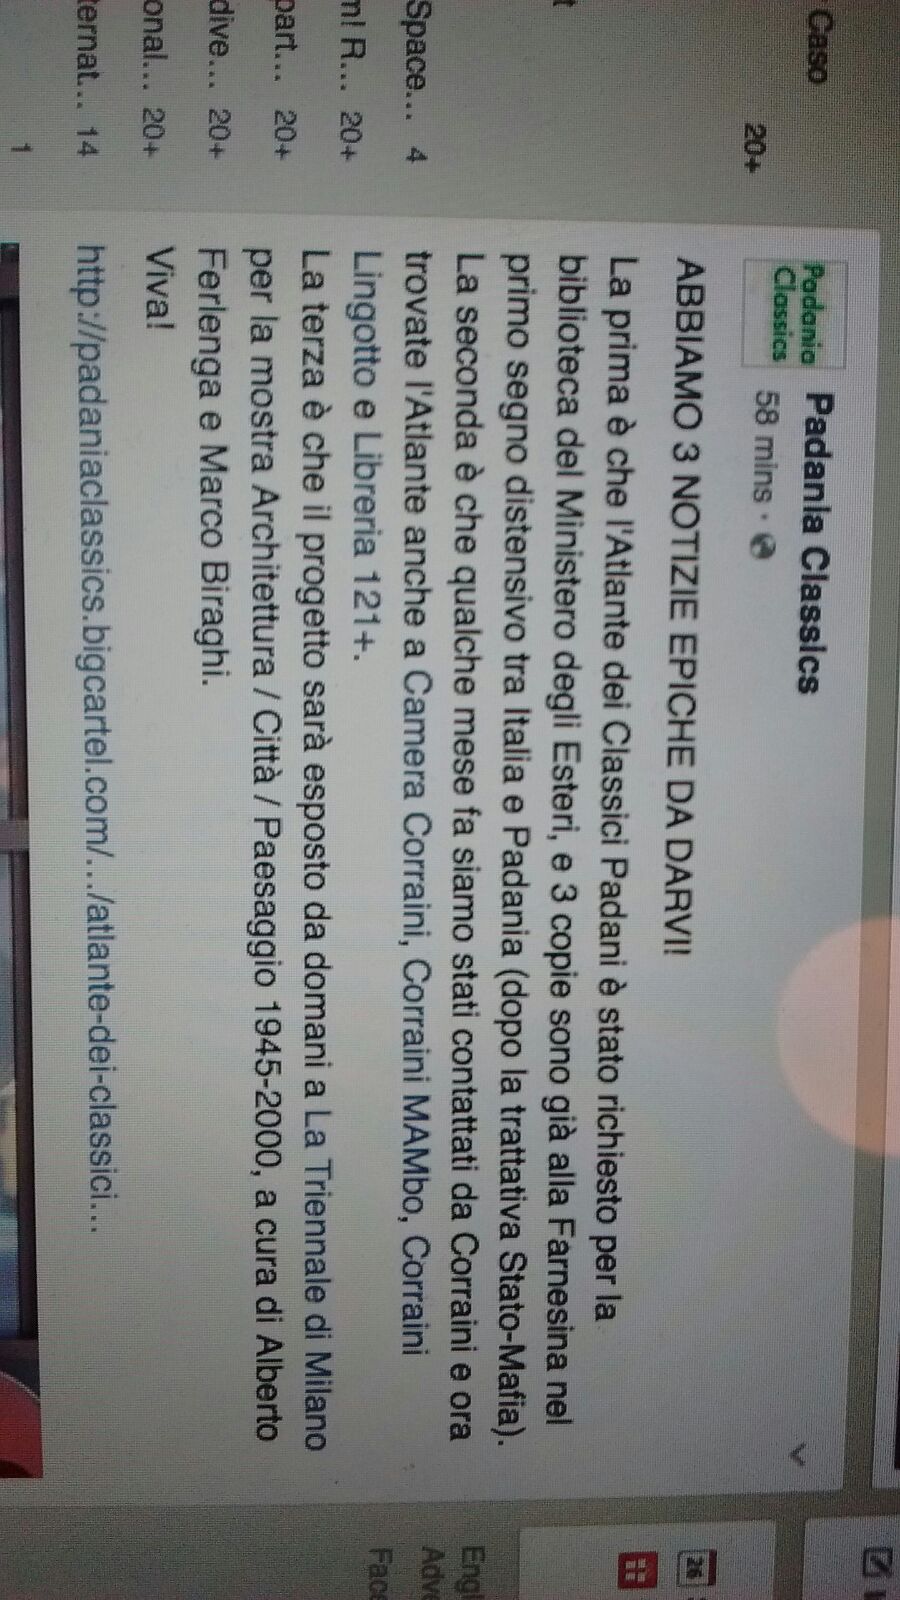 Caso
20+
Space... 4
m! R... 20+
part... 20+
dive... 20+
onal... 20+
ternat... 14
1
Padania
Classics
Padania Classics
58 mins ·
ABBIAMO 3 NOTIZIE EPICHE DA DARVI!
La prima è che l'Atlante dei Classici Padani è stato richiesto per la
biblioteca del Ministero degli Esteri, e 3 copie sono già alla Farnesina nel
primo segno distensivo tra Italia e Padania (dopo la trattativa Stato-Mafia).
La seconda è che qualche mese fa siamo stati contattati da Corraini e ora
trovate l'Atlante anche a Camera Corraini, Corraini MAMbo, Corraini
Lingotto e Libreria 121+.
La terza è che il progetto sarà esposto da domani a La Triennale di Milano
per la mostra Architettura / Città / Paesaggio 1945-2000, a cura di Alberto
Ferlenga e Marco Biraghi.
Viva!
http://padaniaclassics.bigcartel.com/.../atlante-dei-classici...
26
Engl
Adve
Face